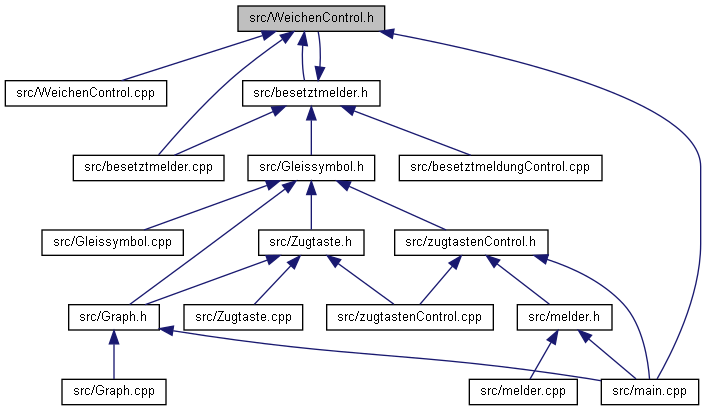 src/WeichenControl.h
src/WeichenControl.cpp
src/besetztmelder.h
src/besetztmelder.cpp
src/Gleissymbol.h
src/besetztmeldungControl.cpp
src/Gleissymbol.cpp
src/Zugtaste.h
src/zugtastenControl.h
src/Graph.h
src/Zugtaste.cpp
src/zugtastenControl.cpp
src/melder.h
src/Graph.cpp
src/melder.cpp
src/main.cpp